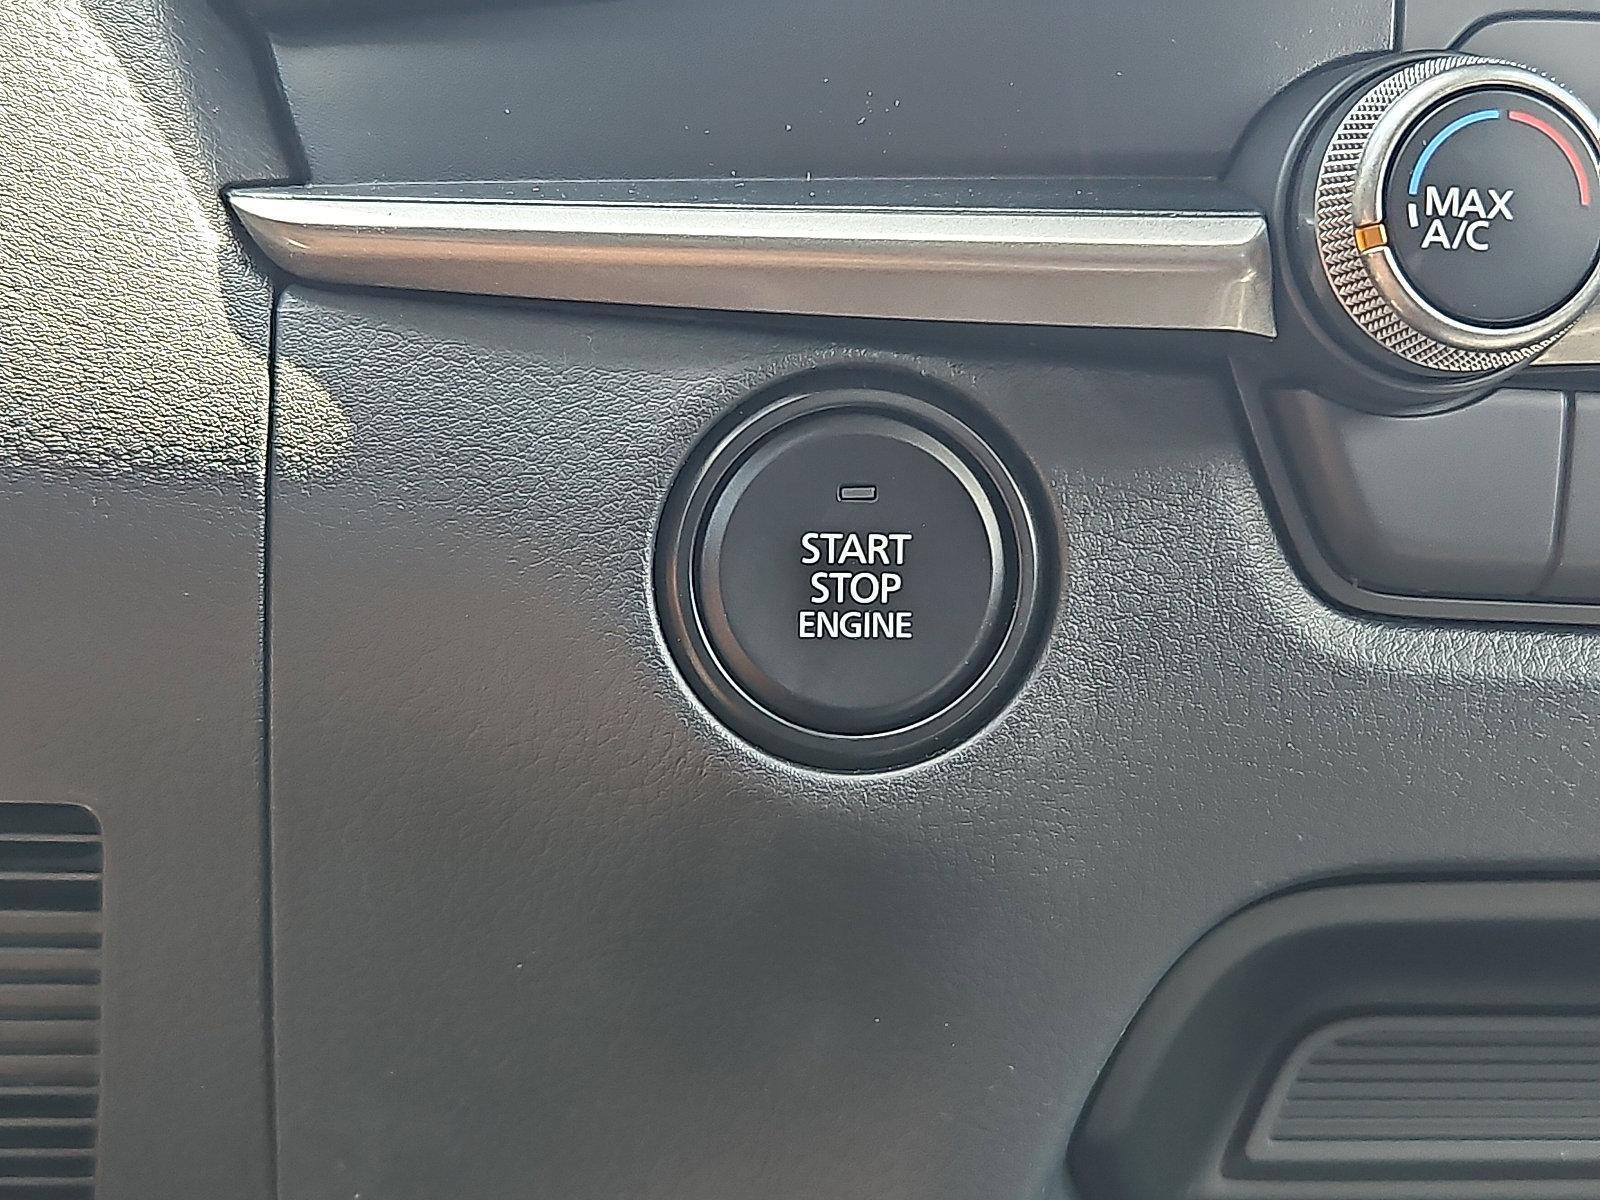 MAX
A/C
START
STOP
ENGINE